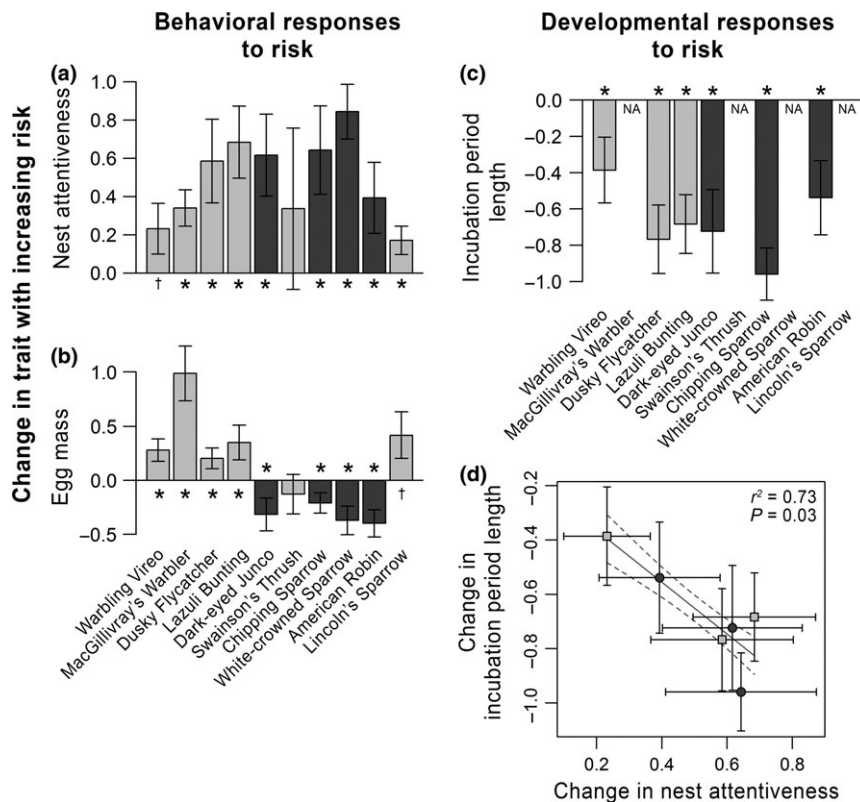 Behavioral responses
to risk
Developmental responses
to risk
Change in trait with increasing risk
(a)
Nest attentiveness
1.0
0.8
0.6
0.4
0.2
0.0
† * * * * * * * *
(b)
Egg mass
1.0
0.5
0.0
−0.5
* * * * * * * * †
Warbling Vireo
MacGillivray's Warbler
Dusky Flycatcher
Lazuli Bunting
Dark-eyed Junco
Swainson's Thrush
Chipping Sparrow
White-crowned Sparrow
American Robin
Lincoln's Sparrow
(c)
Incubation period
length
* * * * * *
0.0
−0.2
−0.4
−0.6
−0.8
−1.0
NA NA NA NA
Warbling Vireo
MacGillivray's Warbler
Dusky Flycatcher
Lazuli Bunting
Dark-eyed Junco
Swainson's Thrush
Chipping Sparrow
White-crowned Sparrow
American Robin
Lincoln's Sparrow
(d)
Change in
incubation period length
−0.2
−0.4
−0.6
−0.8
−1.0
r² = 0.73
P = 0.03
0.2 0.4 0.6 0.8
Change in nest attentiveness